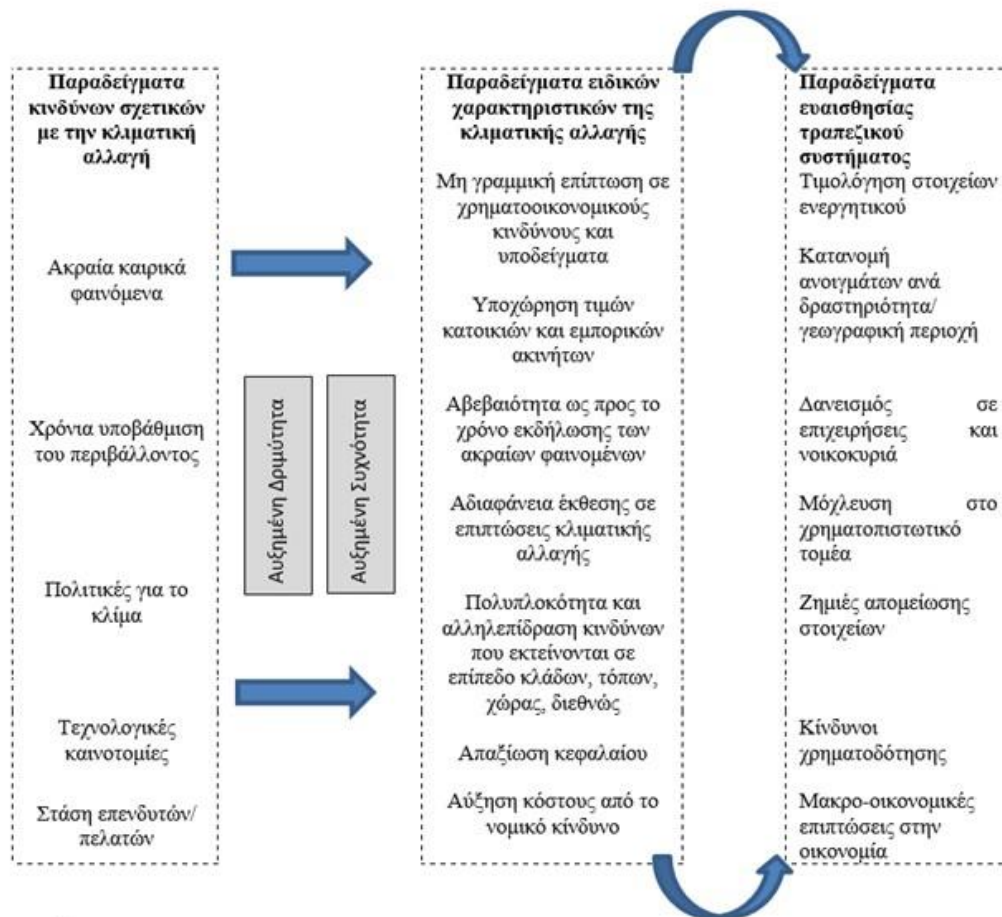 Παραδείγματα
κινδύνων σχετικών
με την κλιματική
αλλαγή
Ακραία καιρικά
φαινόμενα
Χρόνια υποβάθμιση
του περιβάλλοντος
Πολιτικές για το
κλίμα
Τεχνολογικές
καινοτομίες
Στάση επενδυτών/
πελατών
Αυξημένη Δριμύτητα
Αυξημένη Συχνότητα
Παραδείγματα ειδικών
χαρακτηριστικών της
κλιματικής αλλαγής
Μη γραμμική επίπτωση σε
χρηματοοικονομικούς
κινδύνους και
υποδείγματα
Υποχώρηση τιμών
κατοικιών και εμπορικών
ακινήτων
Αβεβαιότητα ως προς το
χρόνο εκδήλωσης των
ακραίων φαινομένων
Αδιαφάνεια έκθεσης σε
επιπτώσεις κλιματικής
αλλαγής
Πολυπλοκότητα και
αλληλεπίδραση κινδύνων
που εκτείνονται σε
επίπεδο κλάδων, τόπων,
χώρας, διεθνώς
Απαξίωση κεφαλαίου
Αύξηση κόστους από το
νομικό κίνδυνο
Παραδείγματα
ευαισθησίας
τραπεζικού
συστήματος
Τιμολόγηση στοιχείων
ενεργητικού
Κατανομή
ανοιγμάτων ανά
δραστηριότητα/
γεωγραφική περιοχή
Δανεισμός σε
επιχειρήσεις και
νοικοκυριά
Μόχλευση στο
χρηματοπιστωτικό
τομέα
Ζημιές απομείωσης
στοιχείων
Κίνδυνοι
χρηματοδότησης
Μακρο-οικονομικές
επιπτώσεις στην
οικονομία